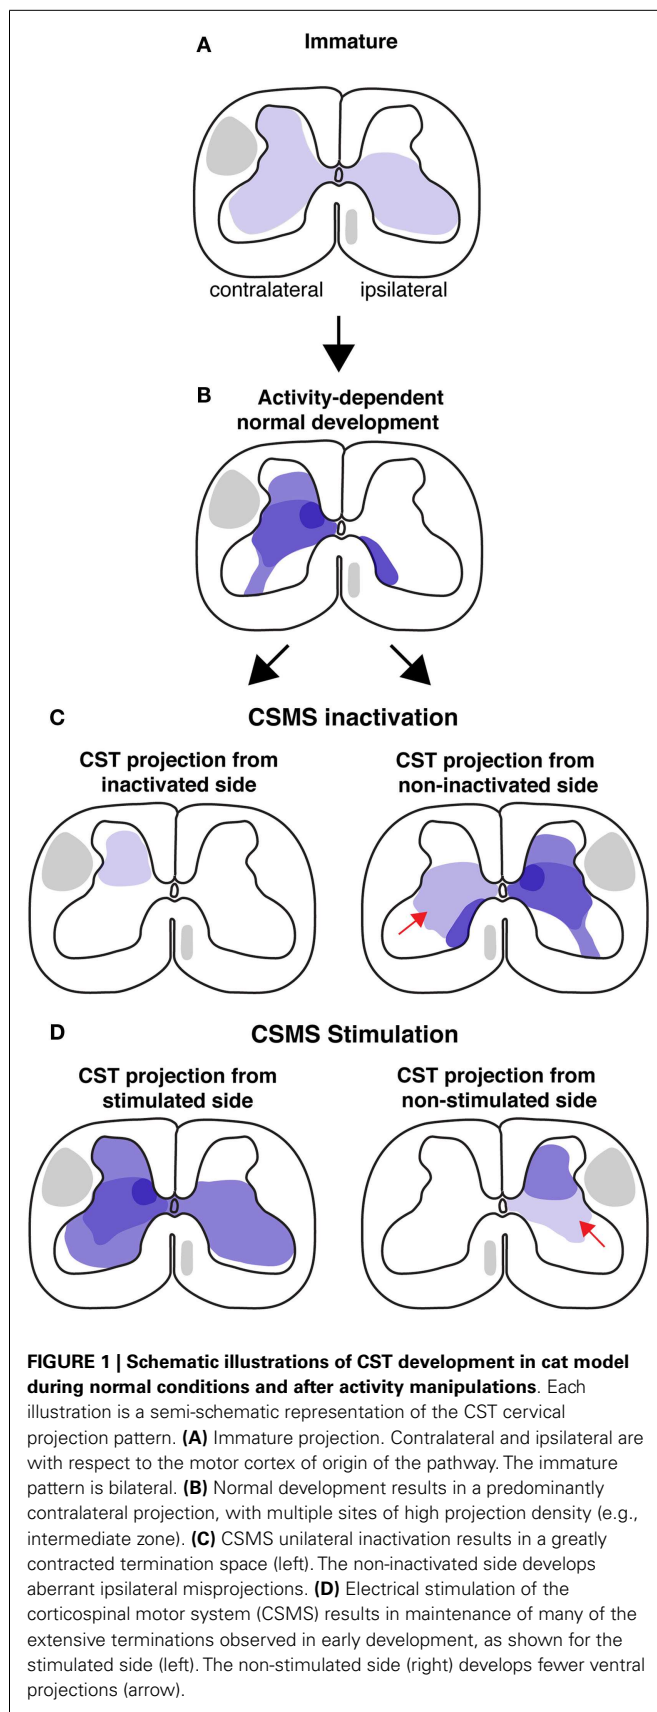 A
Immature
contralateral
ipsilateral
B
Activity-dependent
normal development
C
CSMS inactivation
CST projection from
inactivated side
CST projection from
non-inactivated side
D
CSMS Stimulation
CST projection from
stimulated side
CST projection from
non-stimulated side
FIGURE 1 | Schematic illustrations of CST development in cat model
during normal conditions and after activity manipulations. Each
illustration is a semi-schematic representation of the CST cervical
projection pattern. (A) Immature projection. Contralateral and ipsilateral are
with respect to the motor cortex of origin of the pathway. The immature
pattern is bilateral. (B) Normal development results in a predominantly
contralateral projection, with multiple sites of high projection density (e.g.,
intermediate zone). (C) CSMS unilateral inactivation results in a greatly
contracted termination space (left). The non-inactivated side develops
aberrant ipsilateral misprojections. (D) Electrical stimulation of the
corticospinal motor system (CSMS) results in maintenance of many of the
extensive terminations observed in early development, as shown for the
stimulated side (left). The non-stimulated side (right) develops fewer ventral
projections (arrow).